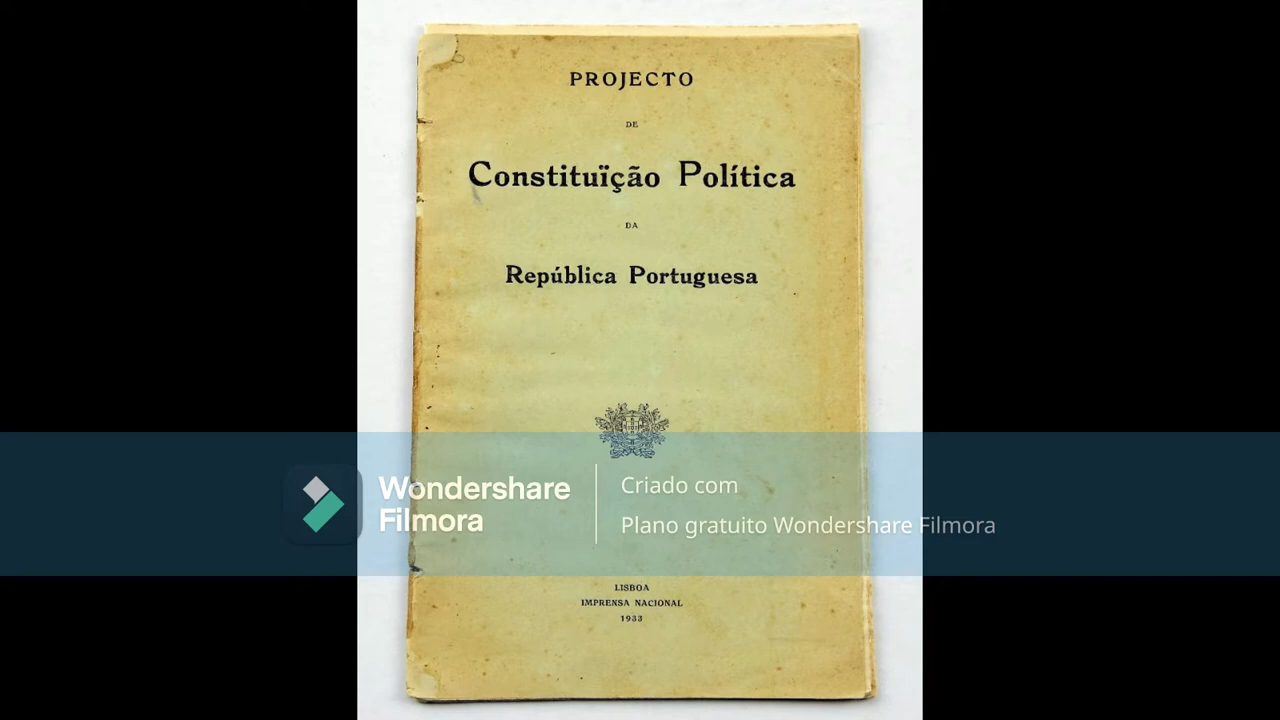 PROJECTO
DE
Constituïção Política
DA
República Portuguesa
Wondershare
Filmora
Criado com
Plano gratuito Wondershare Filmora
LISBOA
IMPRENSA NACIONAL
1933